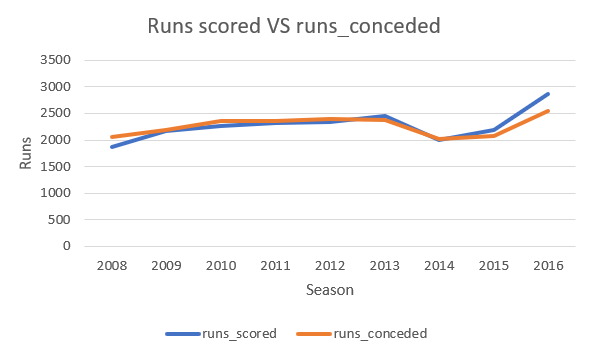 Runs scored VS runs_conceded
3500
3000
2500
2000
1500
1000
500
0
Runs
2008 2009 2010 2011 2012 2013 2014 2015 2016
Season
runs_scored runs_conceded